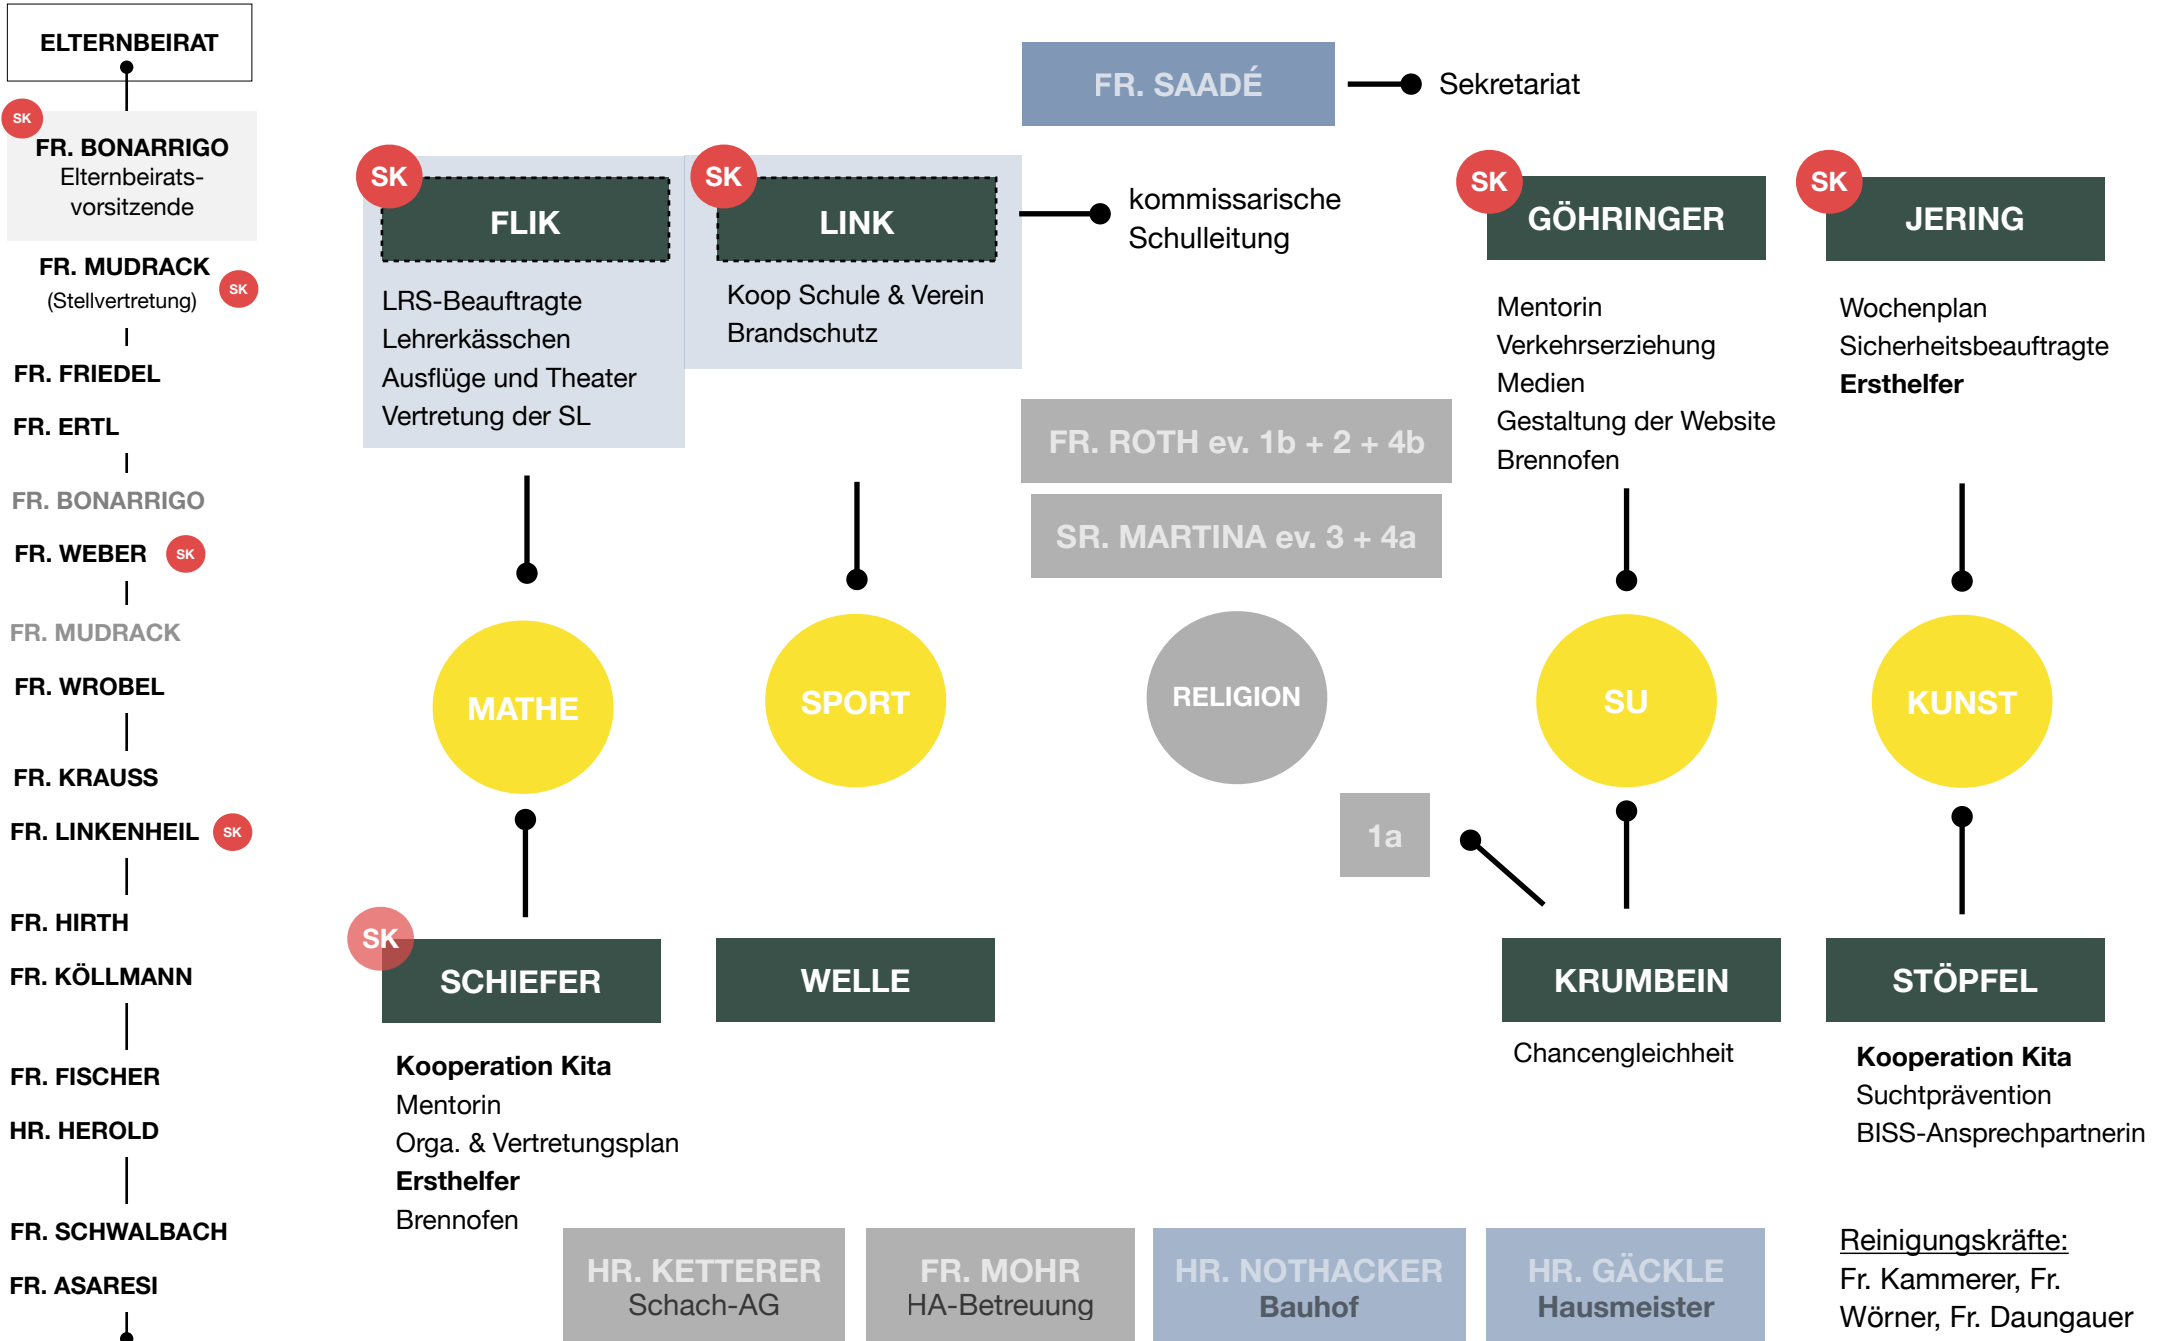 ELTERNBEIRAT
SK
FR. BONARRIGO
Elternbeirats-
vorsitzende
FR. MUDRACK
(Stellvertretung)
SK
FR. FRIEDEL
FR. ERTL
FR. BONARRIGO
FR. WEBER
SK
FR. MUDRACK
FR. WROBEL
FR. KRAUSS
FR. LINKENHEIL
SK
FR. HIRTH
FR. KÖLLMANN
FR. FISCHER
HR. HEROLD
FR. SCHWALBACH
FR. ASARESI
FR. SAADÉ
Sekretariat
SK
FLIK
LRS-Beauftragte
Lehrerkässchen
Ausflüge und Theater
Vertretung der SL
SK
LINK
Koop Schule & Verein
Brandschutz
kommissarische
Schulleitung
SK
GÖHRINGER
Mentorin
Verkehrserziehung
Medien
Gestaltung der Website
Brennofen
SK
JERING
Wochenplan
Sicherheitsbeauftragte
Ersthelfer
FR. ROTH ev. 1b + 2 + 4b
SR. MARTINA ev. 3 + 4a
MATHE
SPORT
RELIGION
SU
KUNST
1a
SK
SCHIEFER
Kooperation Kita
Mentorin
Orga. & Vertretungsplan
Ersthelfer
Brennofen
WELLE
KRUMBEIN
Chancengleichheit
STÖPFEL
Kooperation Kita
Suchtprävention
BISS-Ansprechpartnerin
HR. KETTERER
Schach-AG
FR. MOHR
HA-Betreuung
HR. NOTHACKER
Bauhof
HR. GÄCKLE
Hausmeister
Reinigungskräfte:
Fr. Kammerer, Fr.
Wörner, Fr. Daungauer